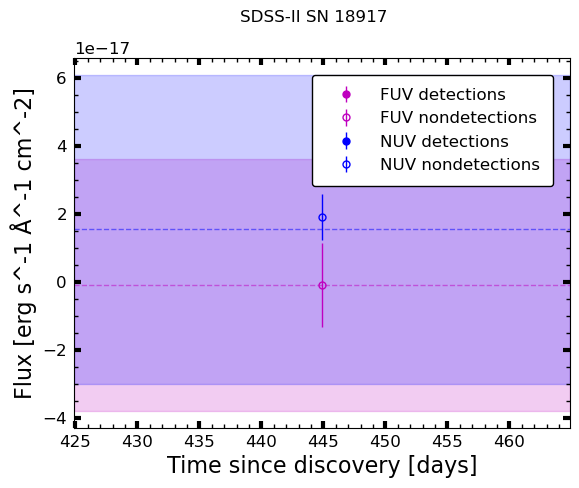 SDSS-II SN 18917
1e−17
FUV detections
FUV nondetections
NUV detections
NUV nondetections
6
4
2
0
−2
−4
Flux [erg s^-1 Å^-1 cm^-2]
425 430 435 440 445 450 455 460
Time since discovery [days]